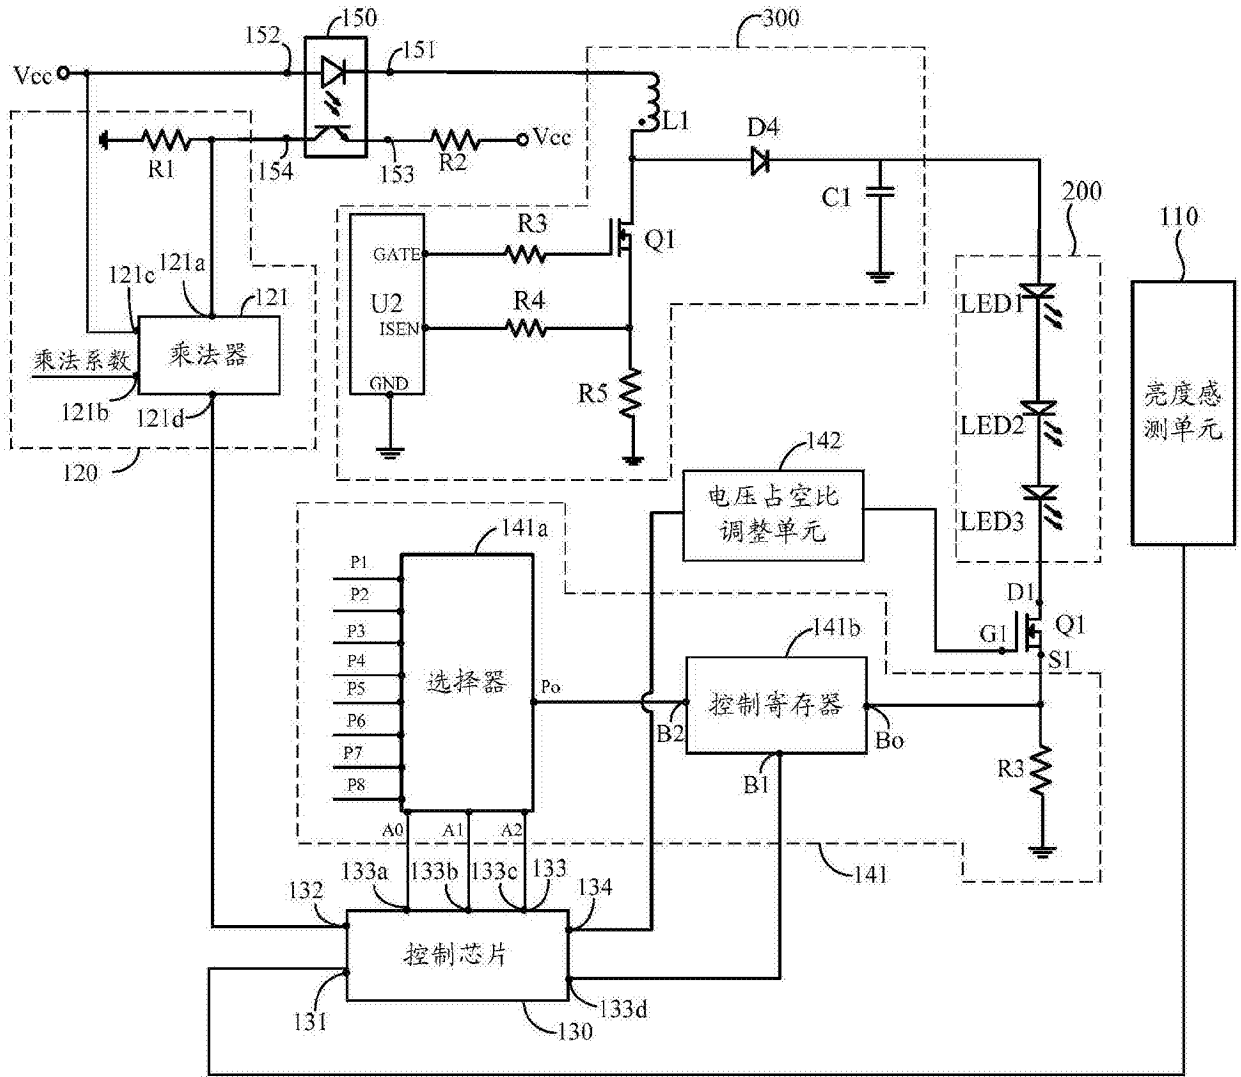 150
300
152
151
Vcc
L1
D4
R1
154
153
R2
Vcc
C1
200
110
R3
Q1
GATE
U2
R4
ISEN
R5
GND
121c
121a
121
乘法器
乘法系数
121b
121d
120
LED1
LED2
LED3
亮度感
测单元
142
电压占空比
调整单元
141a
P1
P2
P3
P4
P5
P6
P7
P8
选择器
Po
A0
A1
A2
D1
G1
Q1
S1
141b
控制寄存器
B2
Bo
B1
R3
141
133a
133b
133c
133
134
132
控制芯片
131
130
133d